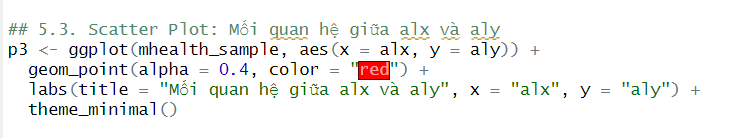 ## 5.3. Scatter Plot: Mối quan hệ giữa alx và aly
p3 <- ggplot(mhealth_sample, aes(x = alx, y = aly)) +
  geom_point(alpha = 0.4, color = "red") +
  labs(title = "Mối quan hệ giữa alx và aly", x = "alx", y = "aly") +
  theme_minimal()